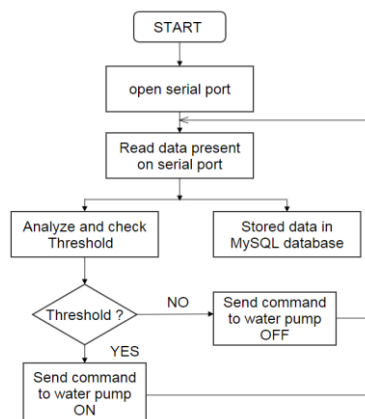 START
open serial port
Read data present
on serial port
Analyze and check
Threshold
Stored data in
MySQL database
Threshold ?
NO
Send command
to water pump
OFF
YES
Send command
to water pump
ON